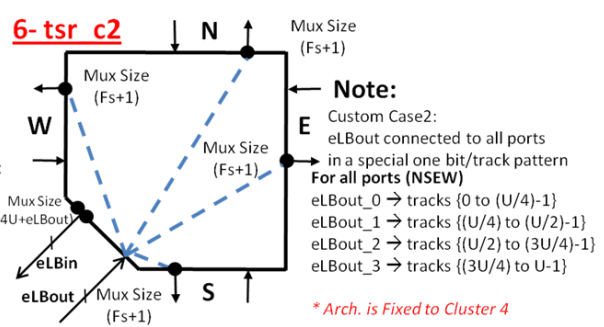 6- tsr c2
N
Mux Size
(Fs+1)
Mux Size
(Fs+1)
Note:
W
E
Custom Case2:
eLBout connected to all ports
in a special one bit/track pattern
Mux Size
(Fs+1)
For all ports (NSEW)
eLBout_0 → tracks {0 to (U/4)-1}
eLBout_1 → tracks {(U/4) to (U/2)-1}
eLBout_2 → tracks {(U/2) to (3U/4)-1}
eLBout_3 → tracks {(3U/4) to U-1}
Mux Size
4U+eLBout)
eLBin
eLBout
Mux Size
(Fs+1)
S
* Arch. is Fixed to Cluster 4